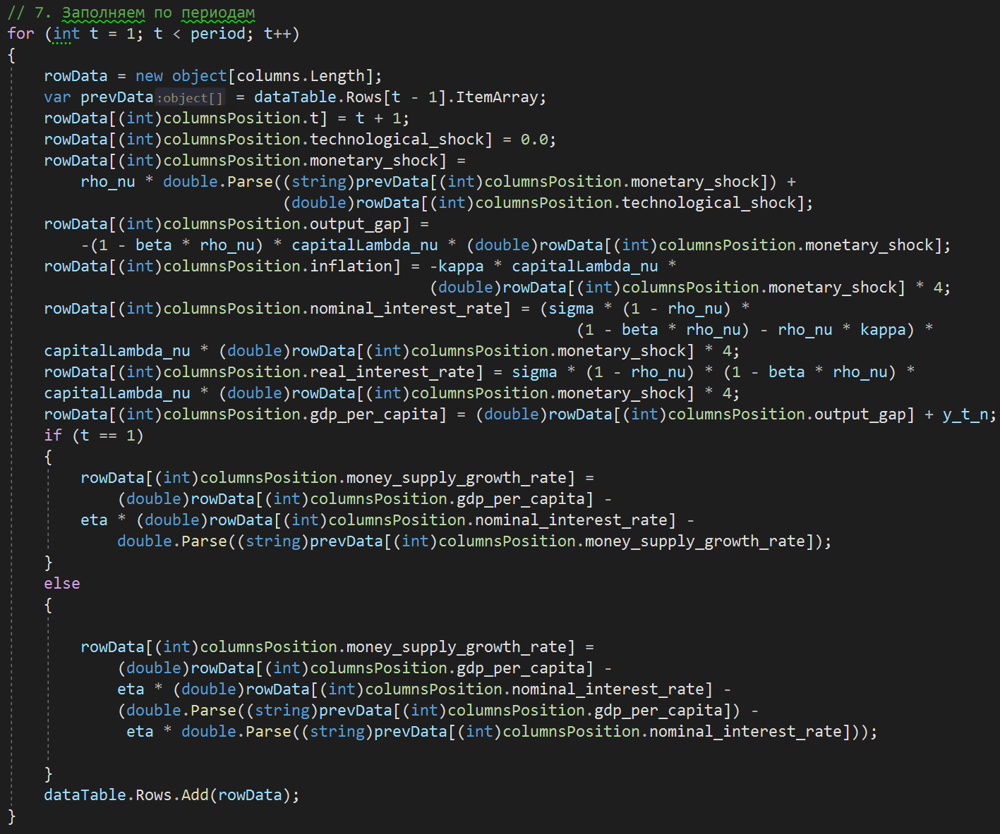 // 7. Заполняем по периодам
for (int t = 1; t < period; t++)
{
    rowData = new object[columns.Length];
    var prevData:object[] = dataTable.Rows[t - 1].ItemArray;
    rowData[(int)columnsPosition.t] = t + 1;
    rowData[(int)columnsPosition.technological_shock] = 0.0;
    rowData[(int)columnsPosition.monetary_shock] =
        rho_nu * double.Parse((string)prevData[(int)columnsPosition.monetary_shock]) +
                              (double)rowData[(int)columnsPosition.technological_shock];
    rowData[(int)columnsPosition.output_gap] =
        -(1 - beta * rho_nu) * capitalLambda_nu * (double)rowData[(int)columnsPosition.monetary_shock];
    rowData[(int)columnsPosition.inflation] = -kappa * capitalLambda_nu *
                                              (double)rowData[(int)columnsPosition.monetary_shock] * 4;
    rowData[(int)columnsPosition.nominal_interest_rate] = (sigma * (1 - rho_nu) *
                                                              (1 - beta * rho_nu) - rho_nu * kappa) *
    capitalLambda_nu * (double)rowData[(int)columnsPosition.monetary_shock] * 4;
    rowData[(int)columnsPosition.real_interest_rate] = sigma * (1 - rho_nu) * (1 - beta * rho_nu) *
    capitalLambda_nu * (double)rowData[(int)columnsPosition.monetary_shock] * 4;
    rowData[(int)columnsPosition.gdp_per_capita] = (double)rowData[(int)columnsPosition.output_gap] + y_t_n;
    if (t == 1)
    {
        rowData[(int)columnsPosition.money_supply_growth_rate] =
            (double)rowData[(int)columnsPosition.gdp_per_capita] -
        eta * (double)rowData[(int)columnsPosition.nominal_interest_rate] -
            double.Parse((string)prevData[(int)columnsPosition.money_supply_growth_rate]);
    }
    else
    {
        rowData[(int)columnsPosition.money_supply_growth_rate] =
            (double)rowData[(int)columnsPosition.gdp_per_capita] -
            eta * (double)rowData[(int)columnsPosition.nominal_interest_rate] -
            (double.Parse((string)prevData[(int)columnsPosition.gdp_per_capita]) -
             eta * double.Parse((string)prevData[(int)columnsPosition.nominal_interest_rate]));
    }
    dataTable.Rows.Add(rowData);
}